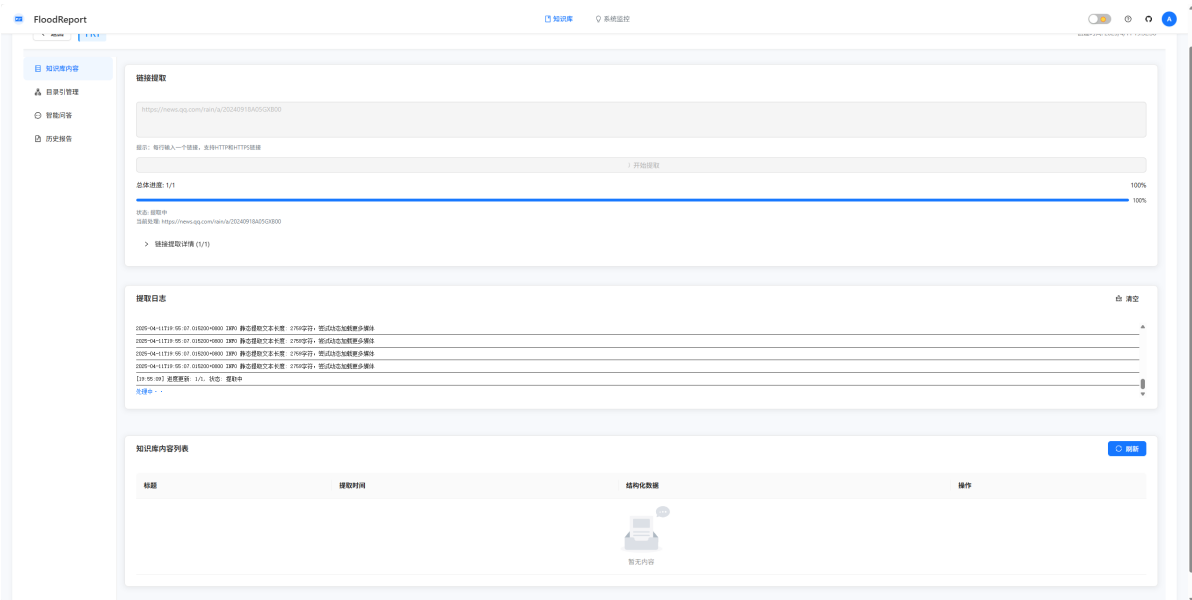 FloodReport
知识库
系统监控
A
知识库内容
目录引管理
智能问答
历史报告
链接提取
https://news.qq.com/rain/a/20240918A05GXB00
提示：每行输入一个链接，支持HTTP和HTTPS链接
开始提取
总体进度: 1/1
100%
100%
状态: 提取中
当前处理: https://news.qq.com/rain/a/20240918A05GXB00
链接提取详情 (1/1)
提取日志
清空
2025-04-11T19:55:07.015200+0800 INFO 静态提取文本长度: 2759字符，尝试动态加载更多媒体
2025-04-11T19:55:07.015200+0800 INFO 静态提取文本长度: 2759字符，尝试动态加载更多媒体
2025-04-11T19:55:07.015200+0800 INFO 静态提取文本长度: 2759字符，尝试动态加载更多媒体
2025-04-11T19:55:07.015200+0800 INFO 静态提取文本长度: 2759字符，尝试动态加载更多媒体
[19:55:09] 进度更新: 1/1, 状态: 提取中
处理中· ·
知识库内容列表
刷新
标题
提取时间
结构化数据
操作
暂无内容